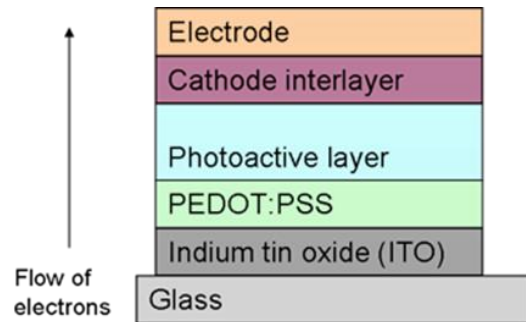 Electrode
Cathode interlayer
Photoactive layer
PEDOT:PSS
Indium tin oxide (ITO)
Glass
Flow of
electrons